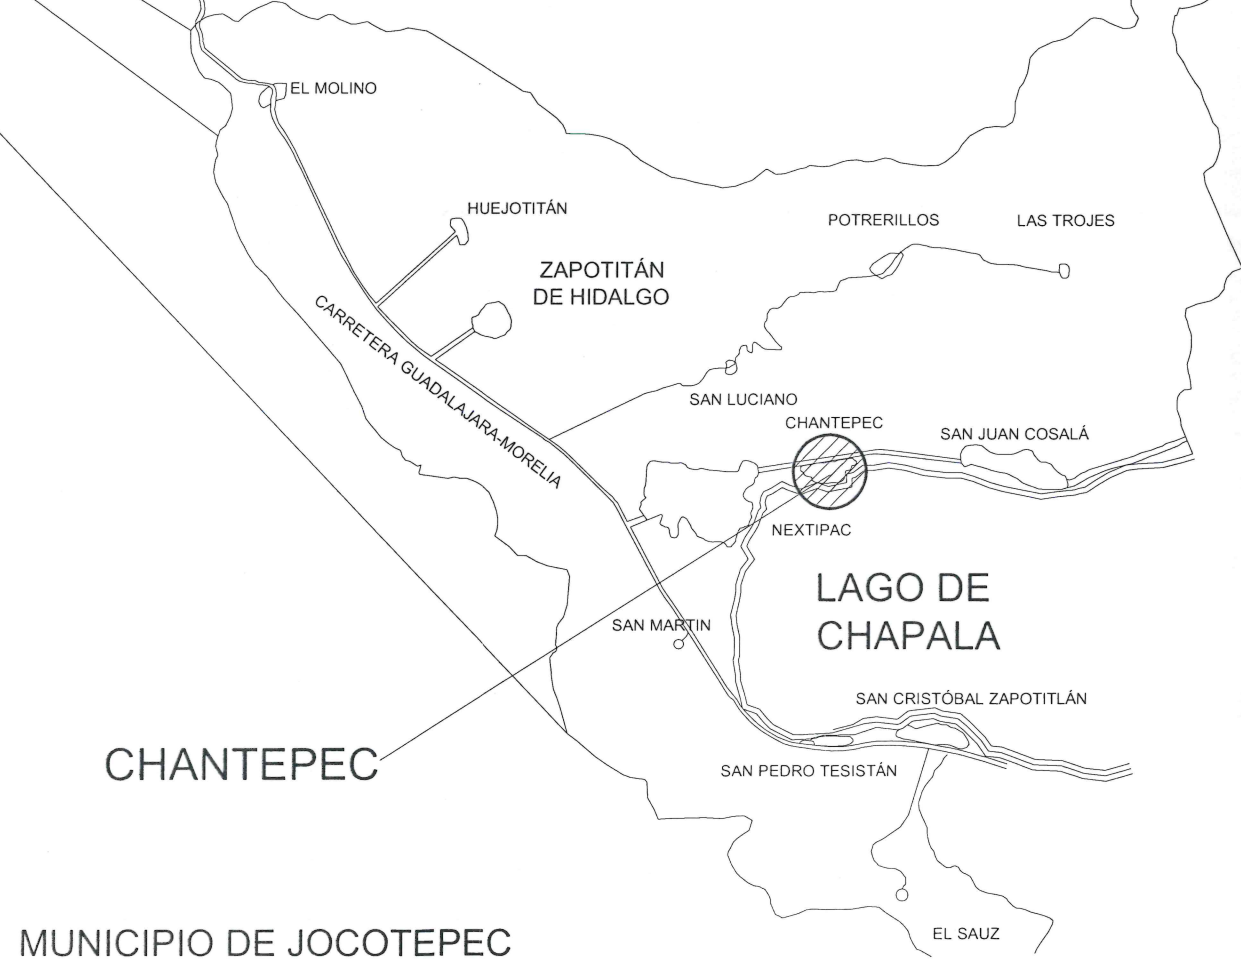 EL MOLINO
HUEJOTITÁN
POTRERILLOS
LAS TROJES
ZAPOTITÁN
DE HIDALGO
CARRETERA GUADALAJARA-MORELIA
SAN LUCIANO
CHANTEPEC
SAN JUAN COSALÁ
NEXTIPAC
LAGO DE
CHAPALA
SAN MARTIN
SAN CRISTÓBAL ZAPOTITLÁN
CHANTEPEC
SAN PEDRO TESISTÁN
EL SAUZ
MUNICIPIO DE JOCOTEPEC